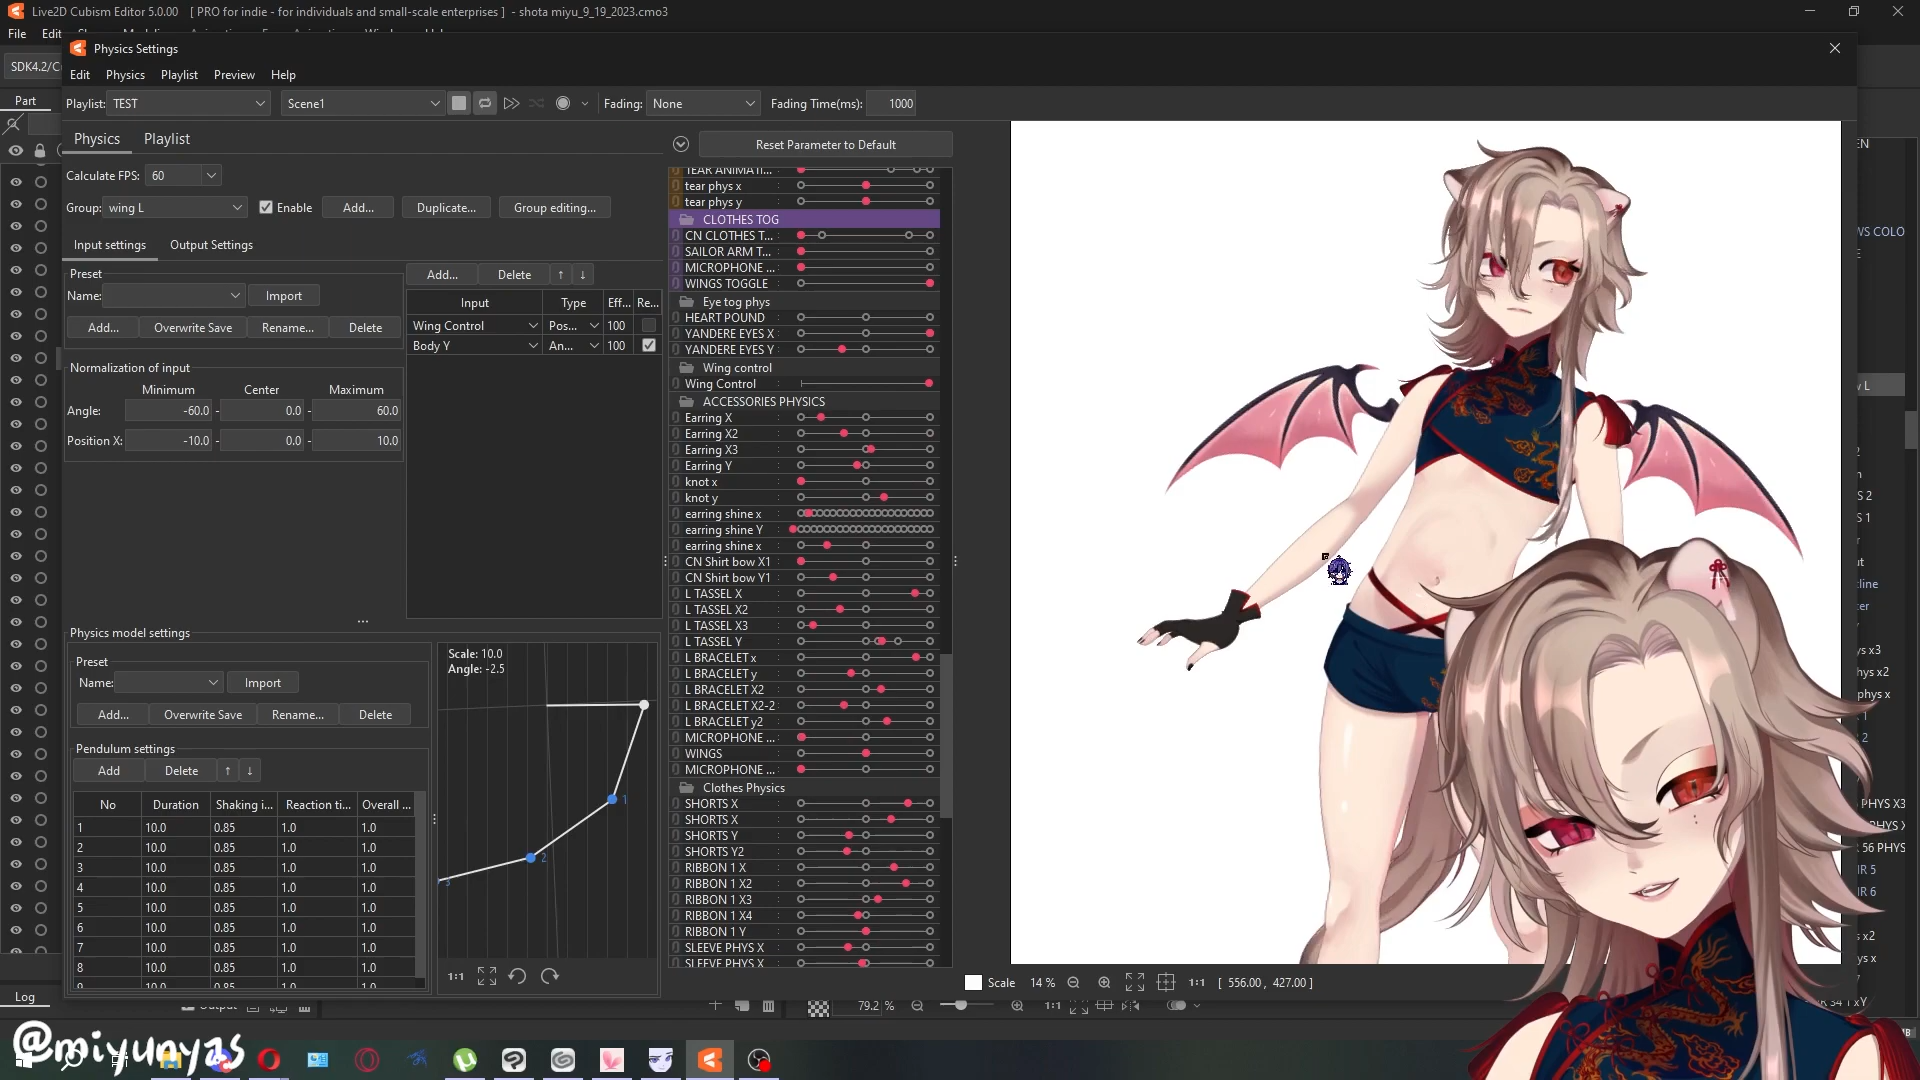 Live2D Cubism Editor 5.0.00 [ PRO for indie - for individuals and small-scale enterprises ] - shota miyu_9_19_2023.cmo3
File Edit
Physics Settings
Edit Physics Playlist Preview Help
SDK4.2/C
Playlist: TEST Scene1 Fading: None Fading Time(ms): 1000
Part
Physics Playlist
Calculate FPS: 60
Group: wing L Enable Add... Duplicate... Group editing...
Input settings Output Settings
Preset
Name: Import
Add... Overwrite Save Rename... Delete
Normalization of input
Minimum Center Maximum
Angle: -60.0 - 0.0 - 60.0
Position X: -10.0 - 0.0 - 10.0
Add... Delete ↑ ↓
Input Type Eff... Re...
Wing Control Pos... 100
Body Y An... 100
Physics model settings
Preset
Name: Import
Add... Overwrite Save Rename... Delete
Pendulum settings
Add Delete ↑ ↓
No Duration Shaking i... Reaction ti... Overall ...
1 10.0 0.85 1.0 1.0
2 10.0 0.85 1.0 1.0
3 10.0 0.85 1.0 1.0
4 10.0 0.85 1.0 1.0
5 10.0 0.85 1.0 1.0
6 10.0 0.85 1.0 1.0
7 10.0 0.85 1.0 1.0
8 10.0 0.85 1.0 1.0
Scale: 10.0
Angle: -2.5
1
2
3
1:1
Reset Parameter to Default
TEAR ANIMATI...
tear phys x
tear phys y
CLOTHES TOG
CN CLOTHES T...
SAILOR ARM T...
MICROPHONE ...
WINGS TOGGLE
Eye tog phys
HEART POUND
YANDERE EYES X
YANDERE EYES Y
Wing control
Wing Control
ACCESSORIES PHYSICS
Earring X
Earring X2
Earring X3
Earring Y
knot x
knot y
earring shine x
earring shine Y
earring shine x
CN Shirt bow X1
CN Shirt bow Y1
L TASSEL X
L TASSEL X2
L TASSEL X3
L TASSEL Y
L BRACELET x
L BRACELET y
L BRACELET X2
L BRACELET X2-2
L BRACELET y2
MICROPHONE ...
WINGS
MICROPHONE ...
Clothes Physics
SHORTS X
SHORTS X
SHORTS Y
SHORTS Y2
RIBBON 1 X
RIBBON 1 X2
RIBBON 1 X3
RIBBON 1 X4
RIBBON 1 Y
SLEEVE PHYS X
SLEEVE PHYS X
Scale 14 % 1:1 [ 556.00, 427.00 ]
Log
79.2 % 1:1
@miyunyas